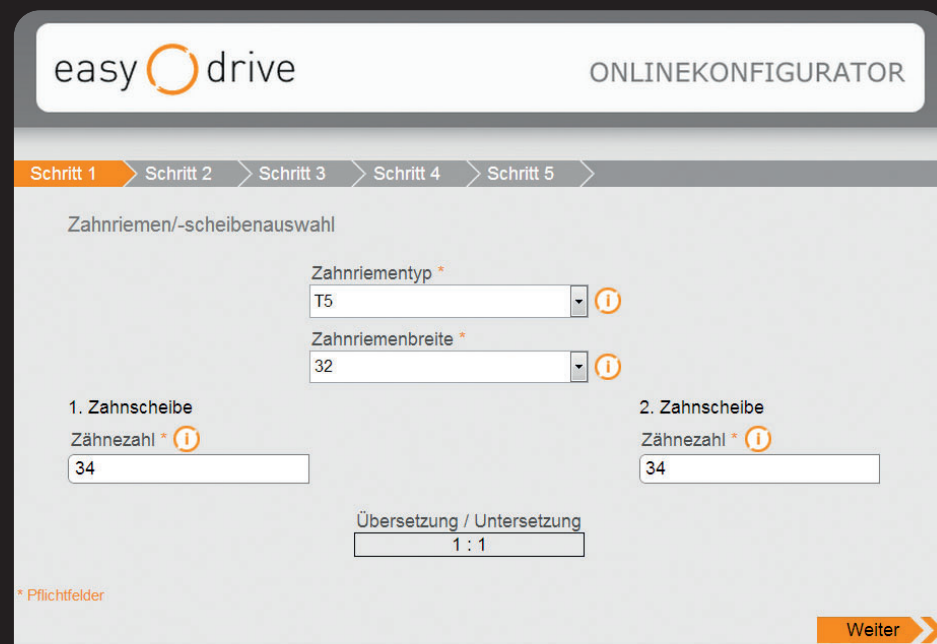 easy drive
ONLINEKONFIGURATOR
Schritt 1 Schritt 2 Schritt 3 Schritt 4 Schritt 5
Zahnriemen/-scheibenauswahl
Zahnriementyp *
T5
Zahnriemenbreite *
32
1. Zahnscheibe
Zähnezahl *
34
2. Zahnscheibe
Zähnezahl *
34
Übersetzung / Untersetzung
1 : 1
* Pflichtfelder
Weiter